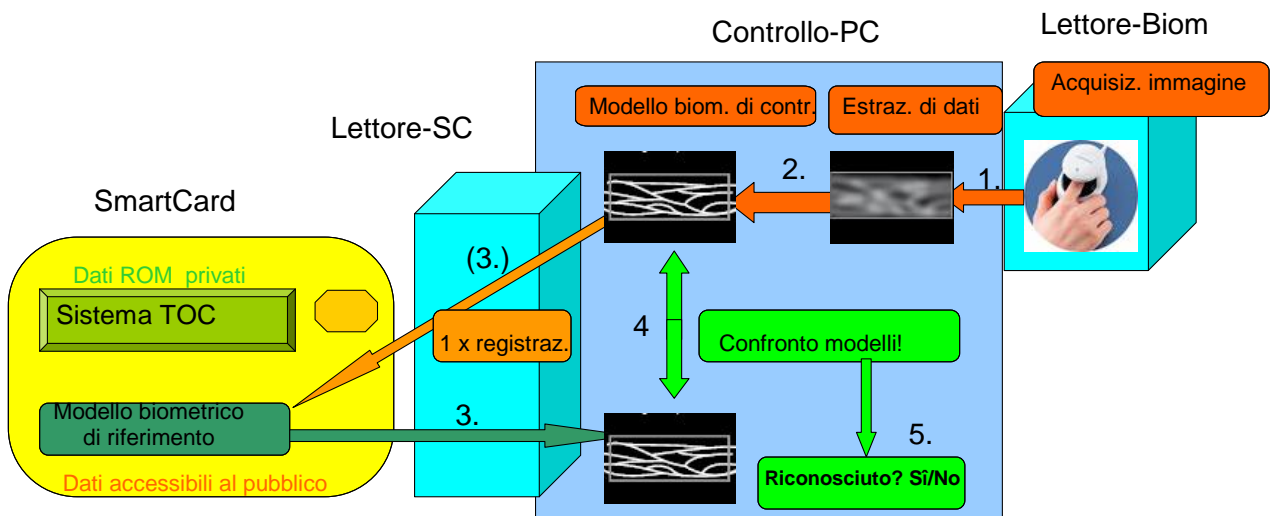 Controllo-PC
Lettore-Biom
Acquisiz. immagine
Modello biom. di contr.
Estraz. di dati
Lettore-SC
2.
1.
SmartCard
(3.)
Dati ROM privati
Sistema TOC
4
1 x registraz.
Confronto modelli!
Modello biometrico
di riferimento
3.
5.
Riconosciuto? Sî/No
Dati accessibili al pubblico